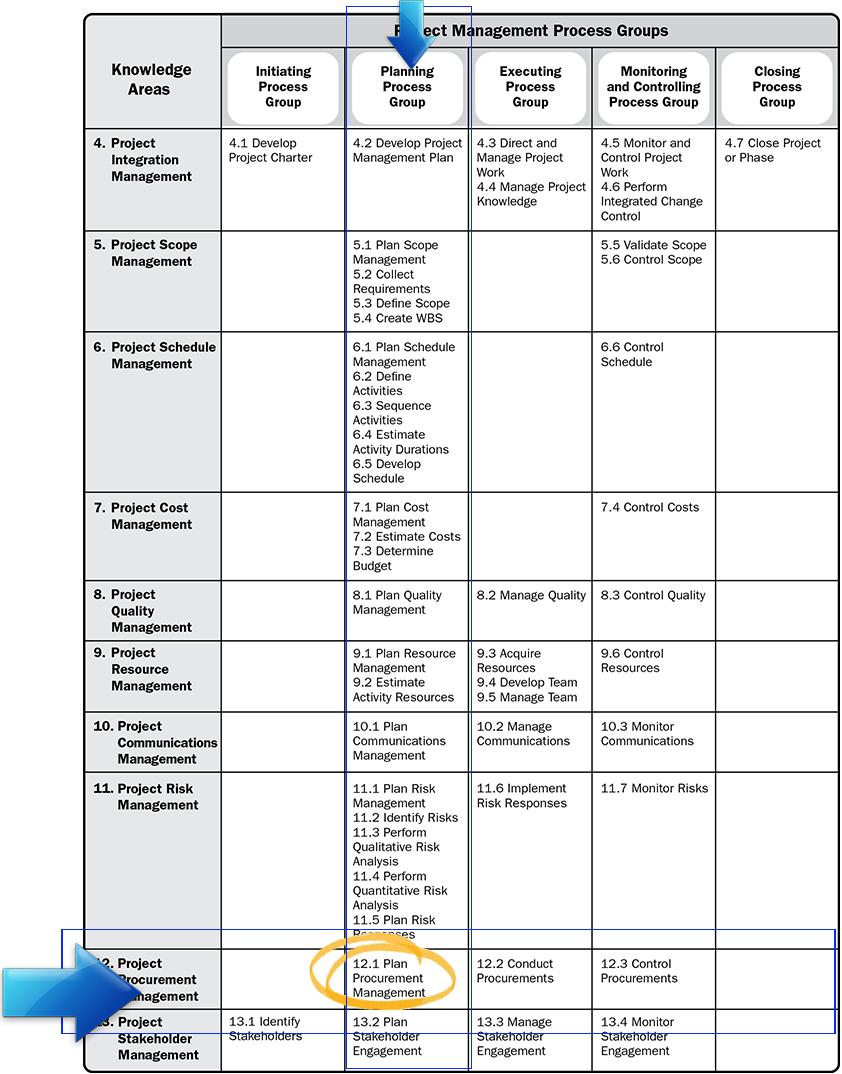 Project Management Process Groups
Knowledge
Areas
Initiating
Process
Group
Planning
Process
Group
Executing
Process
Group
Monitoring
and Controlling
Process Group
Closing
Process
Group
4. Project
Integration
Management
4.1 Develop
Project Charter
4.2 Develop Project
Management Plan
4.3 Direct and
Manage Project
Work
4.4 Manage Project
Knowledge
4.5 Monitor and
Control Project
Work
4.6 Perform
Integrated Change
Control
4.7 Close Project
or Phase
5. Project Scope
Management
5.1 Plan Scope
Management
5.2 Collect
Requirements
5.3 Define Scope
5.4 Create WBS
5.5 Validate Scope
5.6 Control Scope
6. Project Schedule
Management
6.1 Plan Schedule
Management
6.2 Define
Activities
6.3 Sequence
Activities
6.4 Estimate
Activity Durations
6.5 Develop
Schedule
6.6 Control
Schedule
7. Project Cost
Management
7.1 Plan Cost
Management
7.2 Estimate Costs
7.3 Determine
Budget
7.4 Control Costs
8. Project
Quality
Management
8.1 Plan Quality
Management
8.2 Manage Quality
8.3 Control Quality
9. Project
Resource
Management
9.1 Plan Resource
Management
9.2 Estimate
Activity Resources
9.3 Acquire
Resources
9.4 Develop Team
9.5 Manage Team
9.6 Control
Resources
10. Project
Communications
Management
10.1 Plan
Communications
Management
10.2 Manage
Communications
10.3 Monitor
Communications
11. Project Risk
Management
11.1 Plan Risk
Management
11.2 Identify Risks
11.3 Perform
Qualitative Risk
Analysis
11.4 Perform
Quantitative Risk
Analysis
11.5 Plan Risk
Responses
11.6 Implement
Risk Responses
11.7 Monitor Risks
12. Project
Procurement
Management
12.1 Plan
Procurement
Management
12.2 Conduct
Procurements
12.3 Control
Procurements
13. Project
Stakeholder
Management
13.1 Identify
Stakeholders
13.2 Plan
Stakeholder
Engagement
13.3 Manage
Stakeholder
Engagement
13.4 Monitor
Stakeholder
Engagement